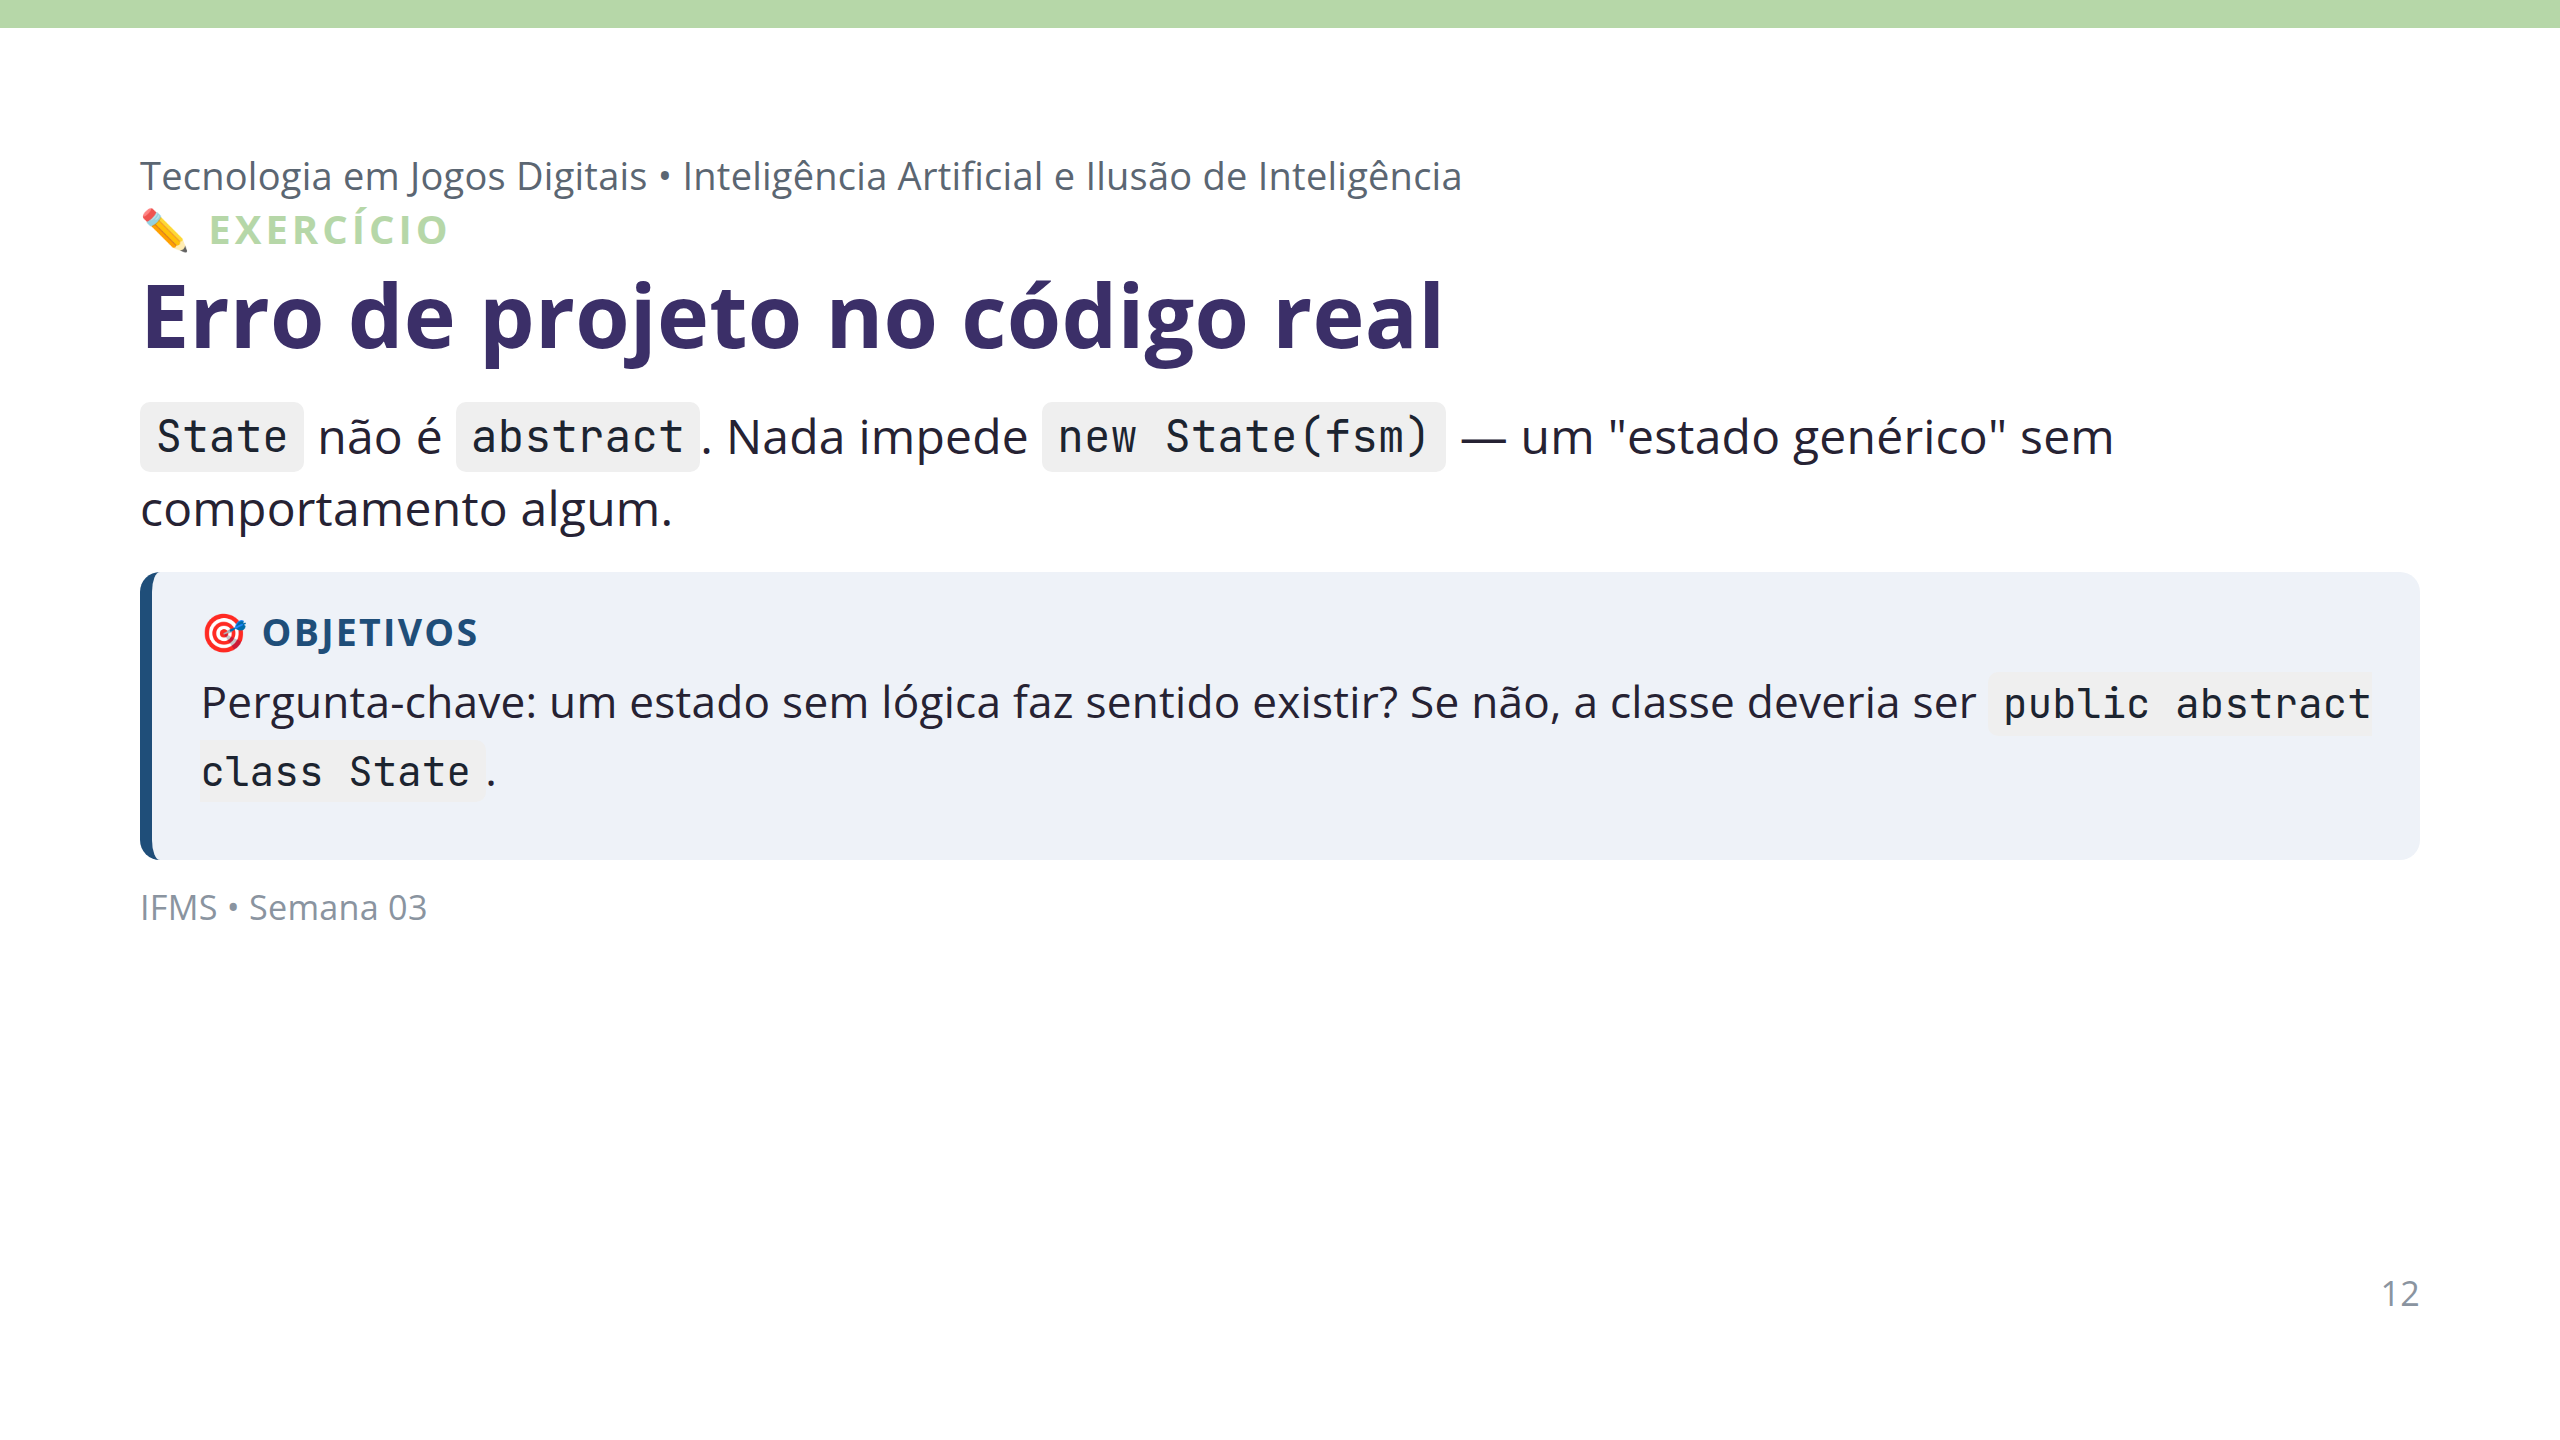 Tecnologia em Jogos Digitais • Inteligência Artificial e Ilusão de Inteligência
✏️ EXERCÍCIO
Erro de projeto no código real
State não é abstract. Nada impede new State(fsm) — um "estado genérico" sem
comportamento algum.
🎯 OBJETIVOS
Pergunta-chave: um estado sem lógica faz sentido existir? Se não, a classe deveria ser public abstract
class State.
IFMS • Semana 03
12